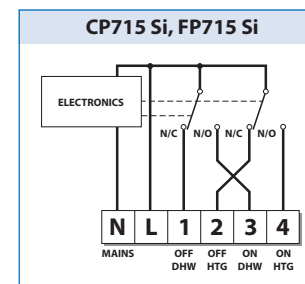 CP715 Si, FP715 Si
ELECTRONICS
N/C N/O N/C N/O
N L 1 2 3 4
MAINS OFF OFF ON ON
DHW HTG DHW HTG